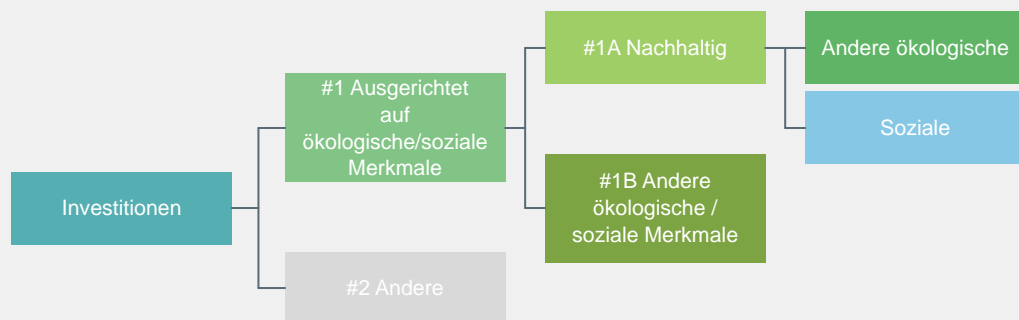 Investitionen
#1 Ausgerichtet
auf
ökologische/soziale
Merkmale
#2 Andere
#1A Nachhaltig
#1B Andere
ökologische /
soziale Merkmale
Andere ökologische
Soziale